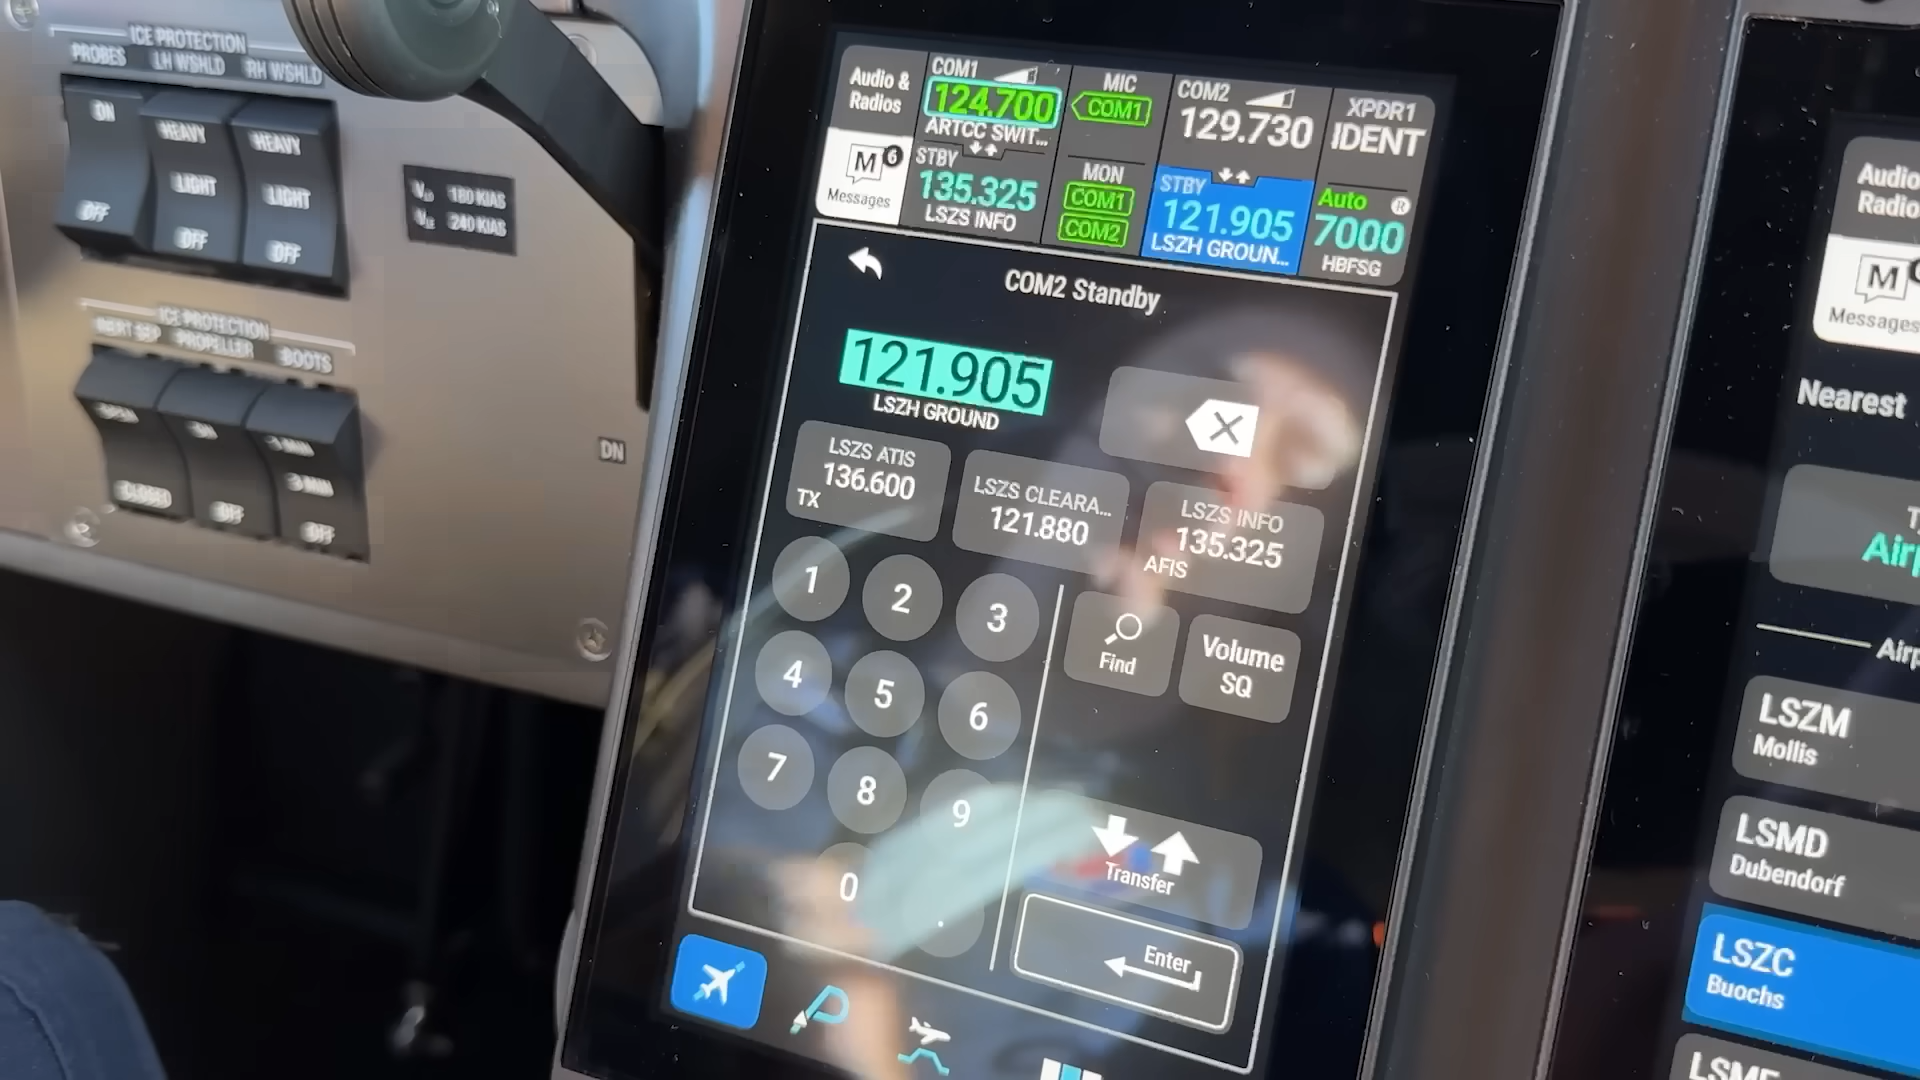 ICE PROTECTION
PROBES LH WSHLD RH WSHLD
ON HEAVY HEAVY
LIGHT LIGHT
OFF OFF OFF
VLO 180 KIAS
VLE 240 KIAS
ICE PROTECTION
INERT SEP PROPELLER BOOTS
OPEN ON 1 MIN
3 MIN
CLOSED OFF OFF
DN
Audio &
Radios
M 6
Messages
COM1
124.700
ARTCC SWIT...
STBY
135.325
LSZS INFO
MIC
COM1
MON
COM1
COM2
COM2
129.730
STBY
121.905
LSZH GROUN...
XPDR1
IDENT
Auto R
7000
HBFSG
COM2 Standby
121.905
LSZH GROUND
LSZS ATIS
136.600
TX
LSZS CLEARA...
121.880
LSZS INFO
135.325
AFIS
1 2 3
4 5 6
7 8 9
0 .
Find
Volume
SQ
Transfer
Enter
Audio
Radio
M
Messages
Nearest
Airp
Airp
LSZM
Mollis
LSMD
Dubendorf
LSZC
Buochs